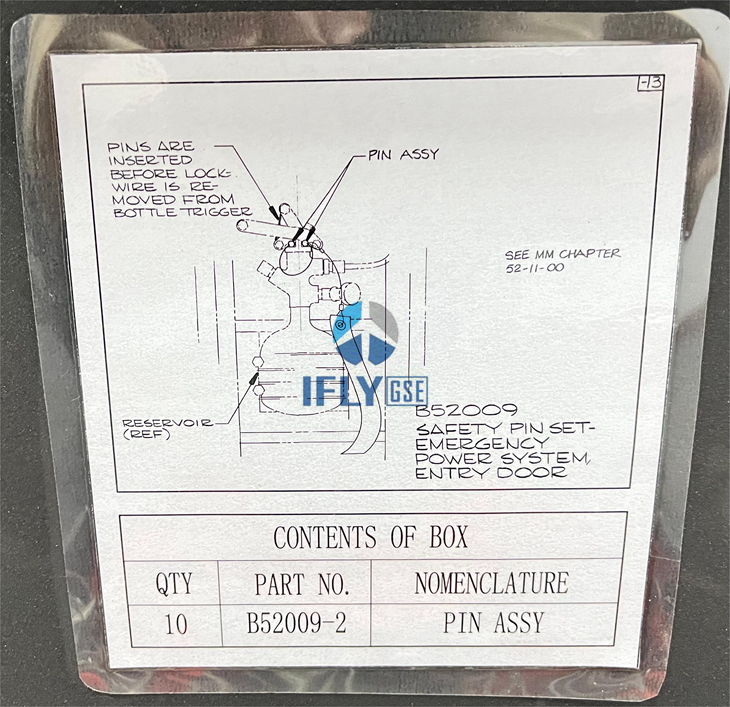 -13
PINS ARE
INSERTED
BEFORE LOCK-
WIRE IS RE-
MOVED FROM
BOTTLE TRIGGER
PIN ASSY
SEE MM CHAPTER
52-11-00
IFLY GSE
RESERVOIR
(REF)
B52009
SAFETY PIN SET-
EMERGENCY
POWER SYSTEM,
ENTRY DOOR
CONTENTS OF BOX
QTY PART NO. NOMENCLATURE
10 B52009-2 PIN ASSY